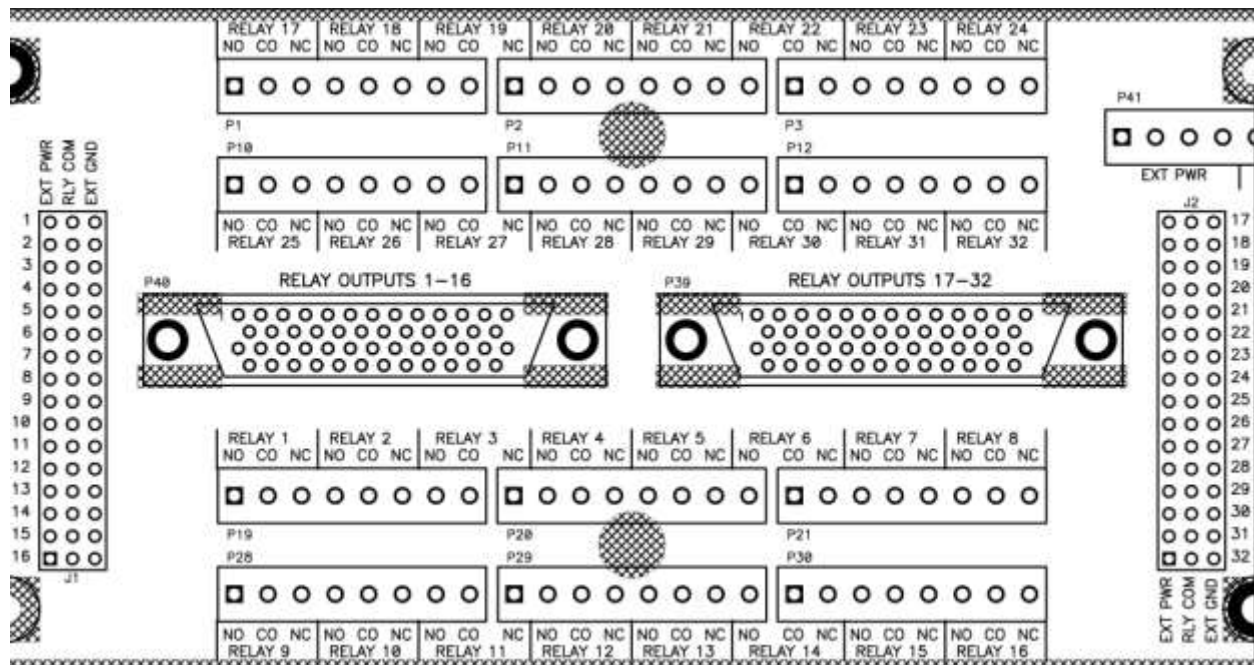 RELAY 17 RELAY 18 RELAY 19 RELAY 20 RELAY 21 RELAY 22 RELAY 23 RELAY 24
NO CO NC NO CO NC NO CO NC NO CO NC NO CO NC NO CO NC NO CO NC NO CO NC
P1 P2 P3
P41
EXT PWR
P10 P11 P12
NO CO NC NO CO NC NO CO NC NO CO NC NO CO NC NO CO NC NO CO NC NO CO NC
RELAY 25 RELAY 26 RELAY 27 RELAY 28 RELAY 29 RELAY 30 RELAY 31 RELAY 32
EXT PWR
RLY COM
EXT GND
1
2
3
4
5
6
7
8
9
10
11
12
13
14
15
16
J1
P40 RELAY OUTPUTS 1-16
P39 RELAY OUTPUTS 17-32
J2
17
18
19
20
21
22
23
24
25
26
27
28
29
30
31
32
EXT PWR
RLY COM
EXT GND
RELAY 1 RELAY 2 RELAY 3 RELAY 4 RELAY 5 RELAY 6 RELAY 7 RELAY 8
NO CO NC NO CO NC NO CO NC NO CO NC NO CO NC NO CO NC NO CO NC NO CO NC
P19 P20 P21
P28 P29 P30
NO CO NC NO CO NC NO CO NC NO CO NC NO CO NC NO CO NC NO CO NC NO CO NC
RELAY 9 RELAY 10 RELAY 11 RELAY 12 RELAY 13 RELAY 14 RELAY 15 RELAY 16